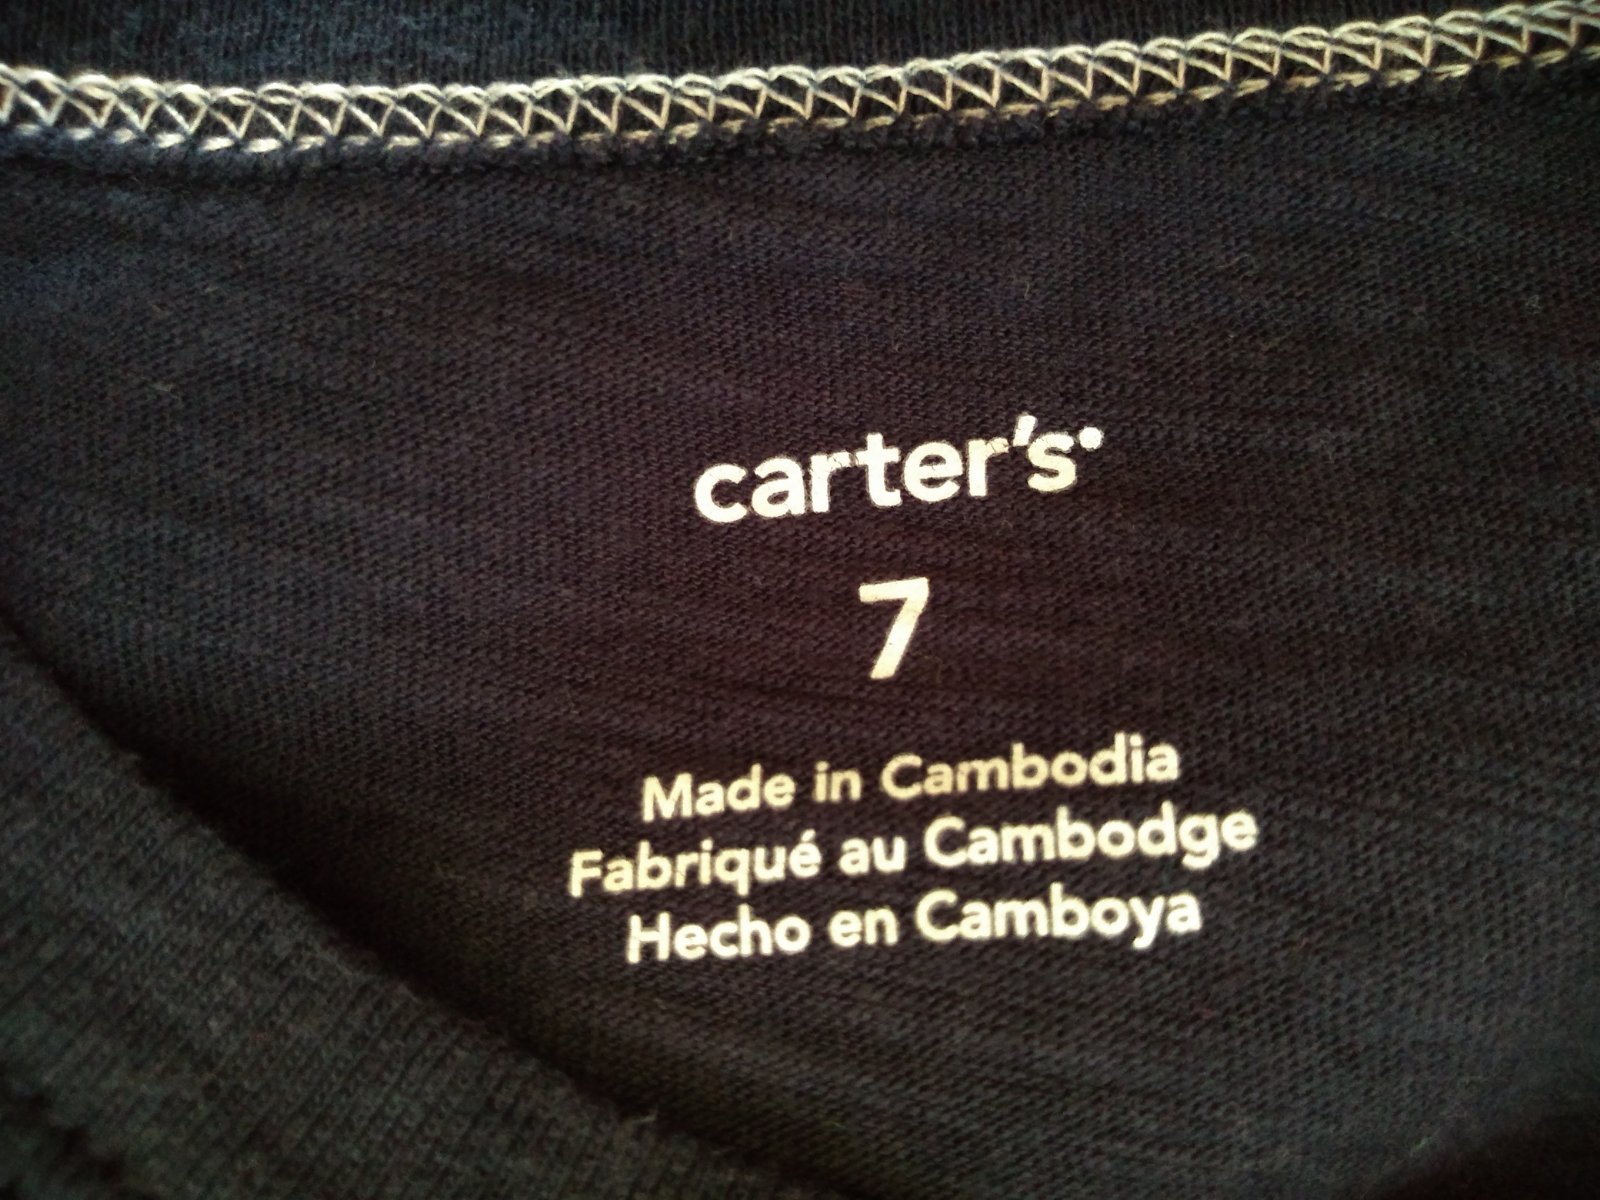 carter's
7
Made in Cambodia
Fabriqué au Cambodge
Hecho en Camboya